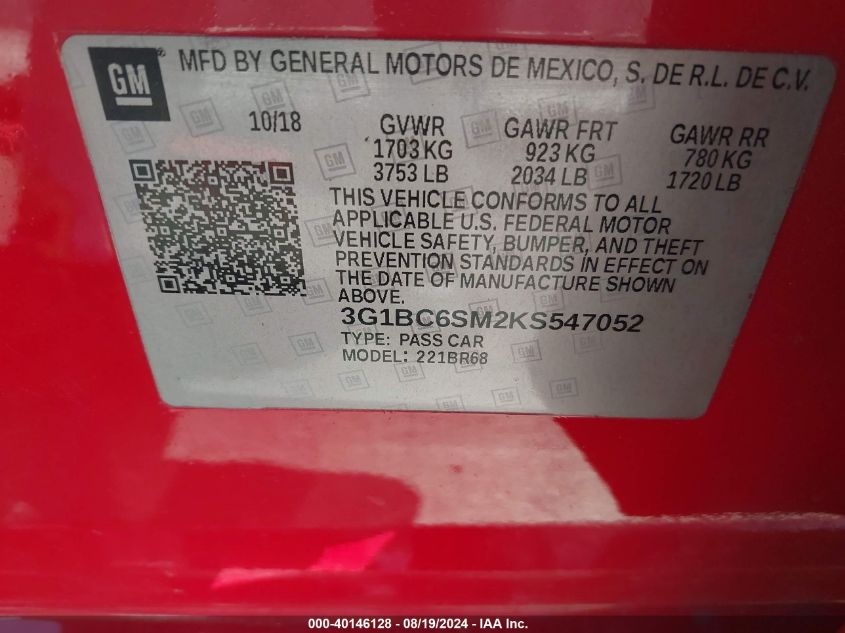 GM ® MFD BY GENERAL MOTORS DE MEXICO, S. DE R.L. DE C.V.
10/18 GVWR GAWR FRT GAWR RR
1703 KG 923 KG 780 KG
3753 LB 2034 LB 1720 LB
THIS VEHICLE CONFORMS TO ALL
APPLICABLE U.S. FEDERAL MOTOR
VEHICLE SAFETY, BUMPER, AND THEFT
PREVENTION STANDARDS IN EFFECT ON
THE DATE OF MANUFACTURE SHOWN
ABOVE.
3G1BC6SM2KS547052
TYPE: PASS CAR
MODEL: 221BR68
000-40146128 - 08/19/2024 - IAA Inc.